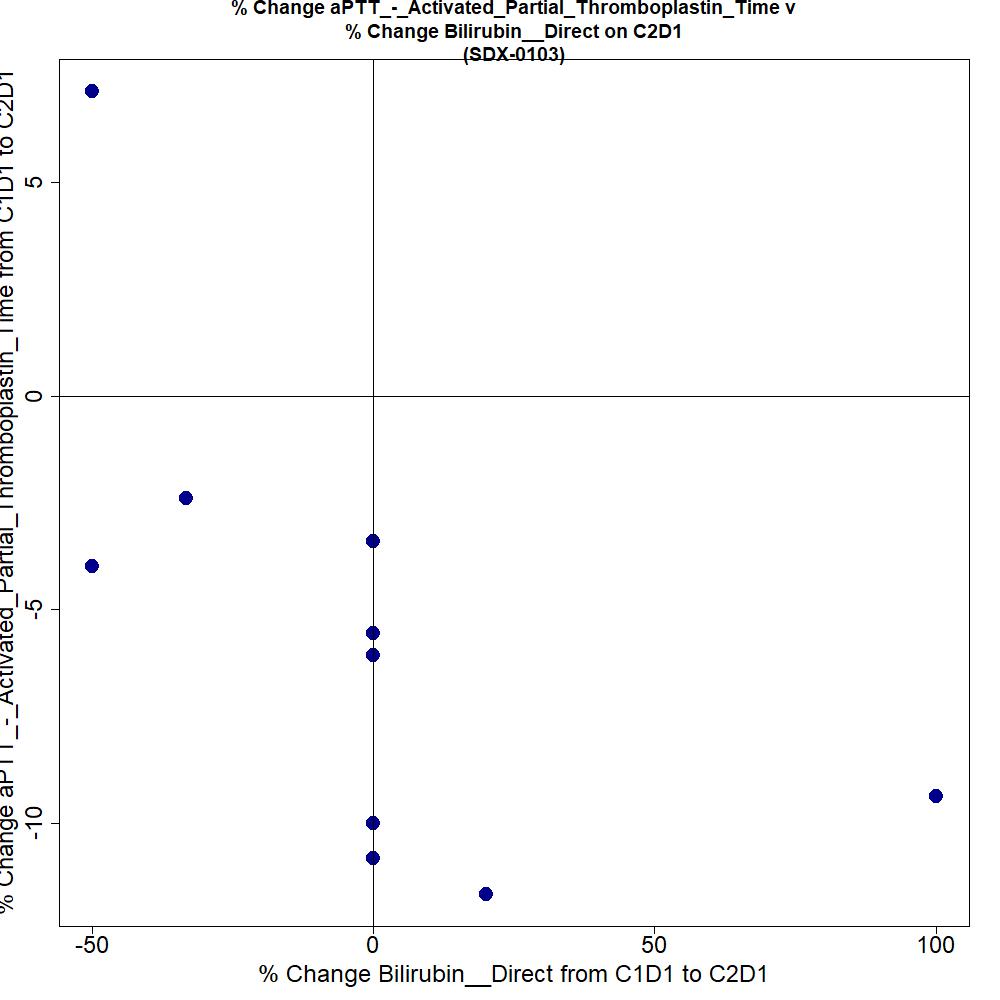 % Change aPTT_-_Activated_Partial_Thromboplastin_Time v
% Change Bilirubin__Direct on C2D1
(SDX-0103)
% Change aPTT_-_Activated_Partial_Thromboplastin_Time from C1D1 to C2D1
5
0
-5
-10
-50 0 50 100
% Change Bilirubin__Direct from C1D1 to C2D1